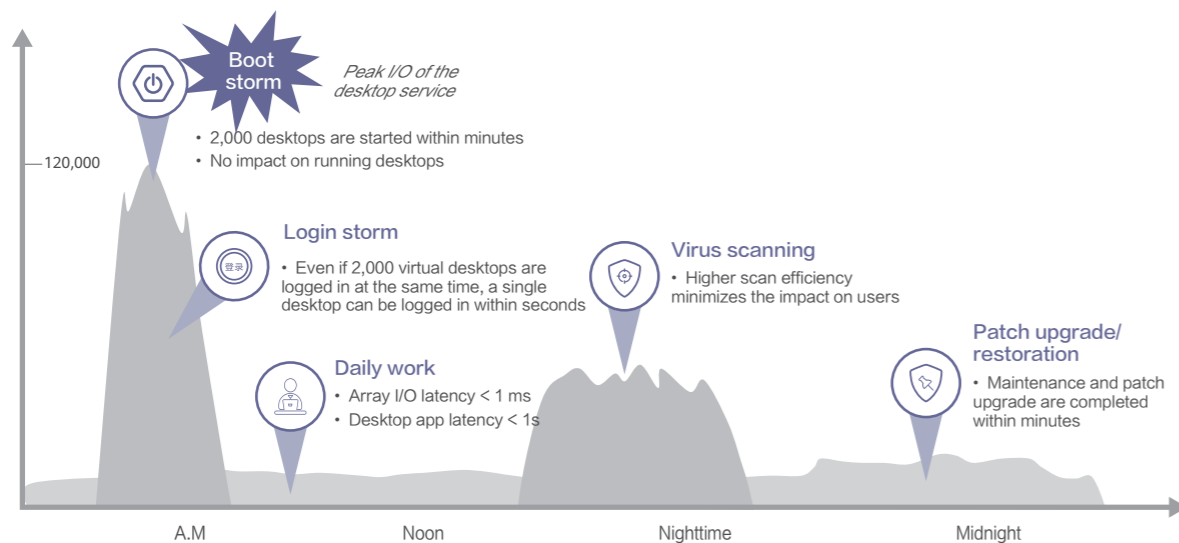 Boot
storm
Peak I/O of the
desktop service
• 2,000 desktops are started within minutes
• No impact on running desktops
120,000
Login storm
登录
• Even if 2,000 virtual desktops are
logged in at the same time, a single
desktop can be logged in within seconds
Virus scanning
• Higher scan efficiency
minimizes the impact on users
Daily work
• Array I/O latency < 1 ms
• Desktop app latency < 1s
Patch upgrade/
restoration
• Maintenance and patch
upgrade are completed
within minutes
A.M
Noon
Nighttime
Midnight